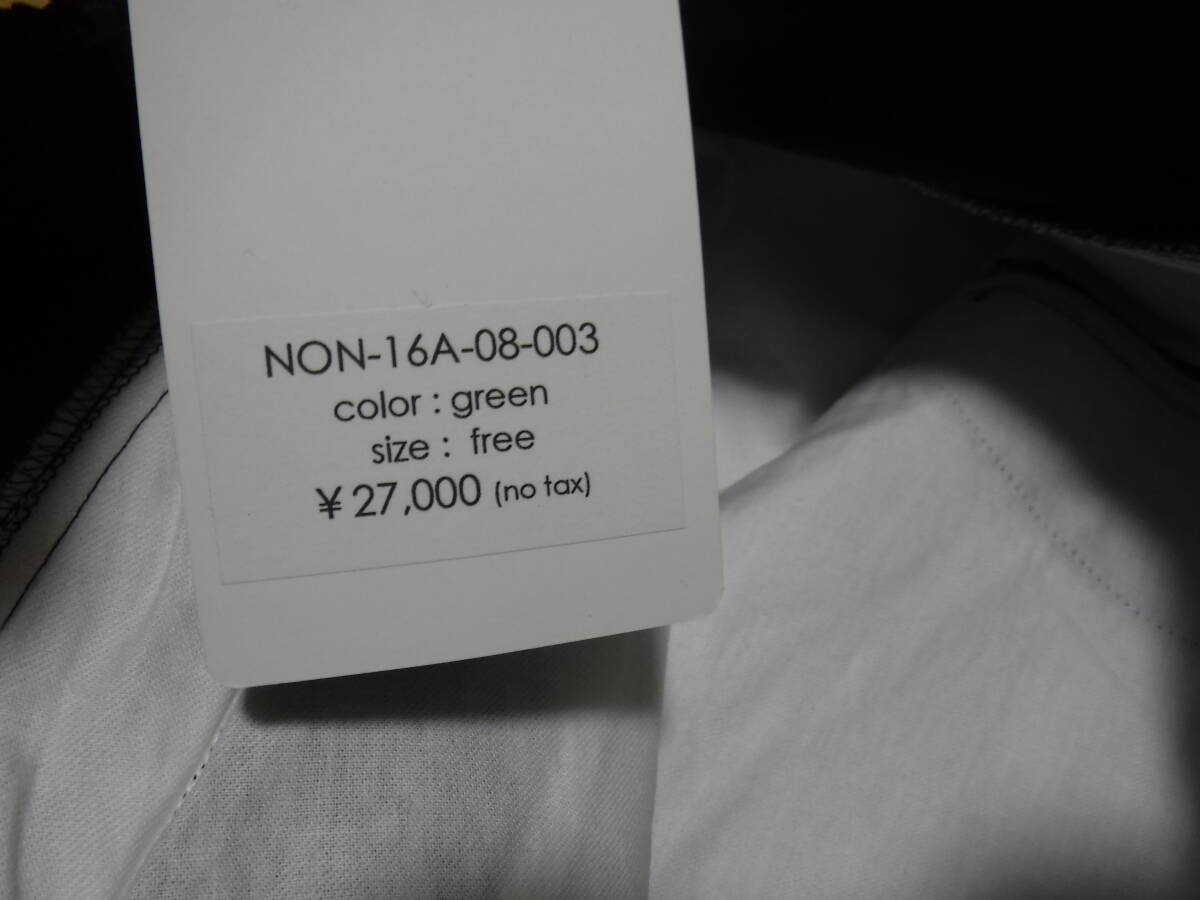 NON-16A-08-003
color : green
size : free
¥ 27,000 (no tax)